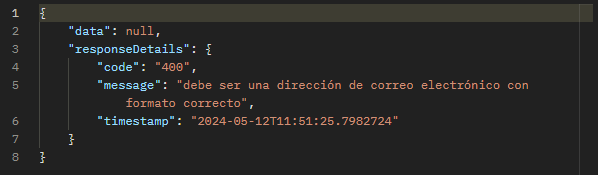 1 {
2 "data": null,
3 "responseDetails": {
4 "code": "400",
5 "message": "debe ser una dirección de correo electrónico con
formato correcto",
6 "timestamp": "2024-05-12T11:51:25.7982724"
7 }
8 }